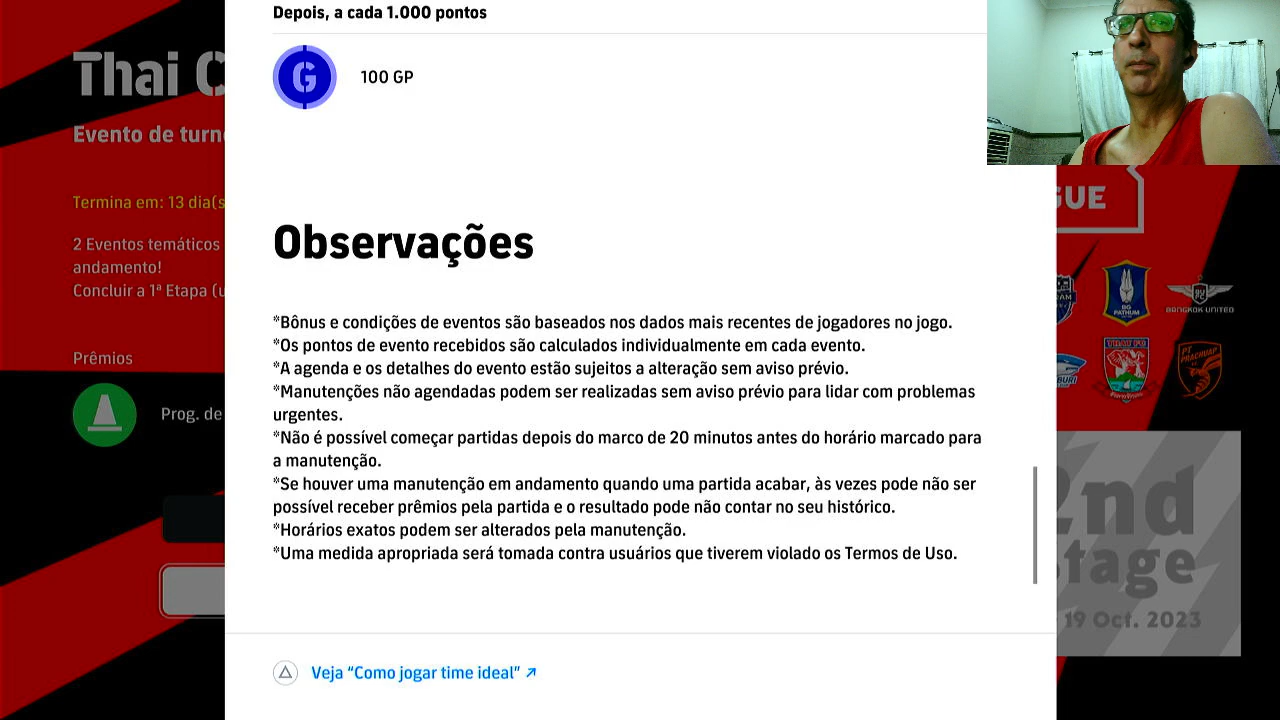 Depois, a cada 1.000 pontos
G
100 GP
Thai C
Evento de turn
Termina em: 13 dia(s
2 Eventos temáticos
andamento!
Concluir a 1ª Etapa (u
Prêmios
Prog. de
Observações
*Bônus e condições de eventos são baseados nos dados mais recentes de jogadores no jogo.
*Os pontos de evento recebidos são calculados individualmente em cada evento.
*A agenda e os detalhes do evento estão sujeitos a alteração sem aviso prévio.
*Manutenções não agendadas podem ser realizadas sem aviso prévio para lidar com problemas
urgentes.
*Não é possível começar partidas depois do marco de 20 minutos antes do horário marcado para
a manutenção.
*Se houver uma manutenção em andamento quando uma partida acabar, às vezes pode não ser
possível receber prêmios pela partida e o resultado pode não contar no seu histórico.
*Horários exatos podem ser alterados pela manutenção.
*Uma medida apropriada será tomada contra usuários que tiverem violado os Termos de Uso.
Veja “Como jogar time ideal”
GUE
BG
PATHUM
BANGKOK UNITED
BURI
PT
PRACHUAP
2nd
Stage
19 Oct. 2023